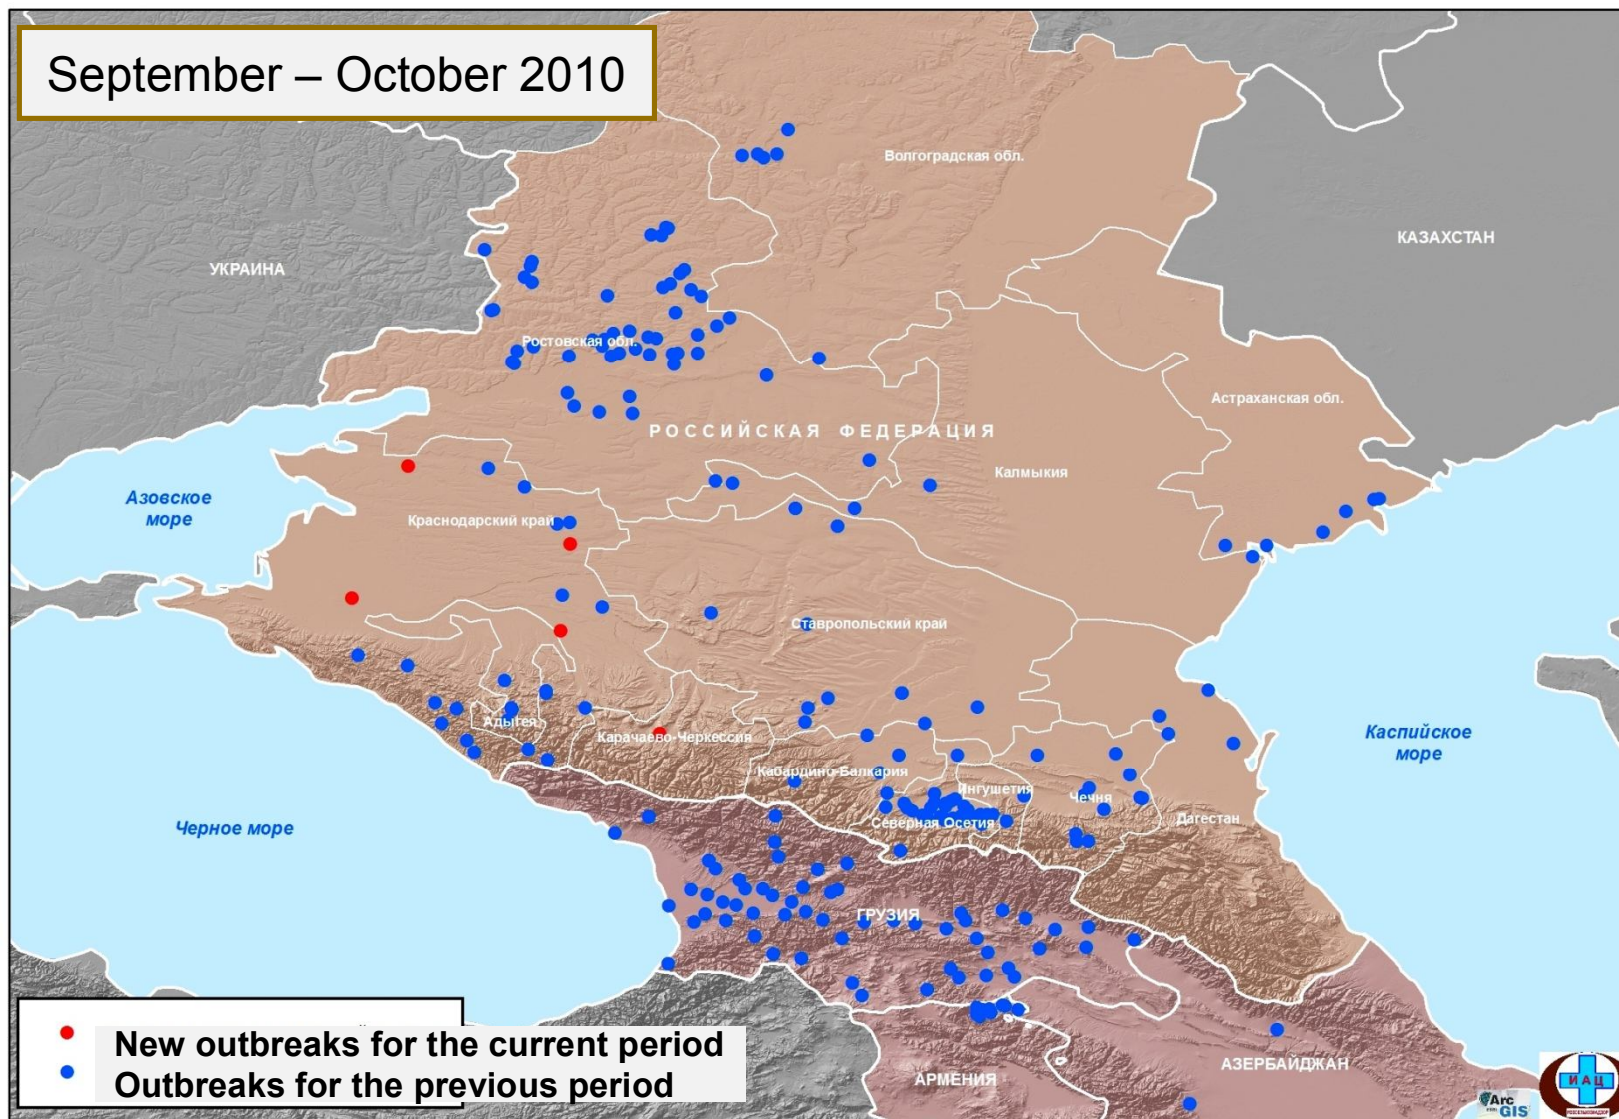 September – October 2010
Волгоградская обл.
КАЗАХСТАН
УКРАИНА
Ростовская обл.
Астраханская обл.
РОССИЙСКАЯ ФЕДЕРАЦИЯ
Калмыкия
Азовское
море
Краснодарский край
Ставропольский край
Адыгея
Карачаево-Черкессия
Каспийское
море
Кабардино-Балкария
Ингушетия
Чечня
Северная Осетия
Дагестан
Черное море
ГРУЗИЯ
New outbreaks for the current period
Outbreaks for the previous period
АРМЕНИЯ
АЗЕРБАЙДЖАН
ИАЦ
РОССЕЛЬХОЗНАДЗОР
Arc
GIS